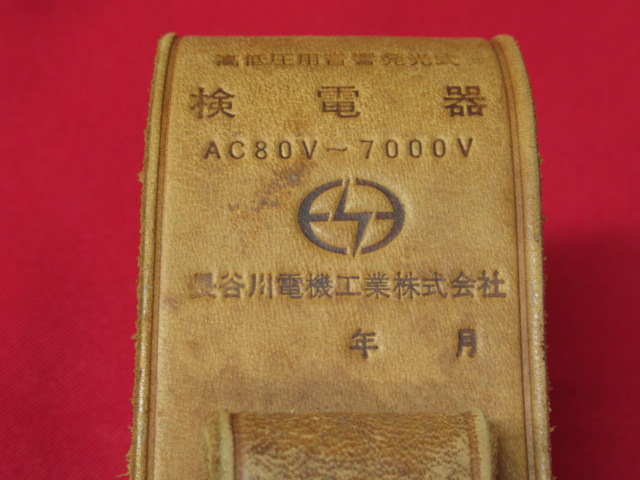 高低圧用音響発光式
検電器
AC80V~7000V
長谷川電機工業株式会社
年 月